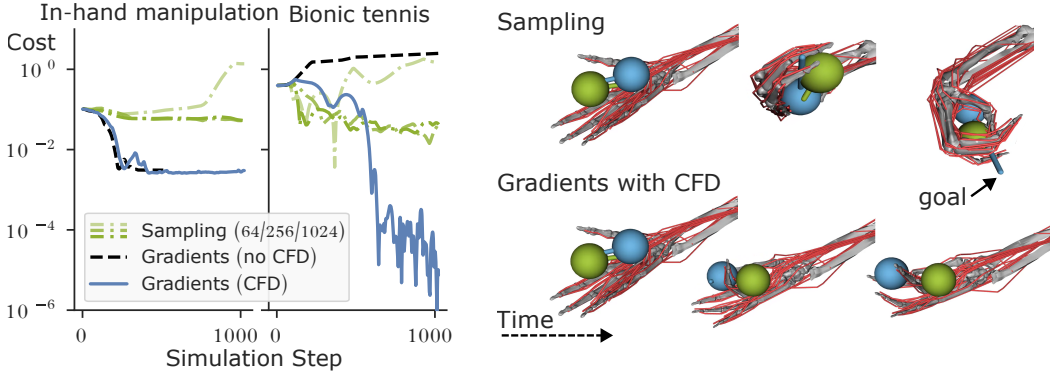 In-hand manipulation
Bionic tennis
Cost
10⁰
10⁻²
10⁻⁴
10⁻⁶
Sampling (64/256/1024)
Gradients (no CFD)
Gradients (CFD)
0
1000
0
1000
Simulation Step
Sampling
goal
Gradients with CFD
Time